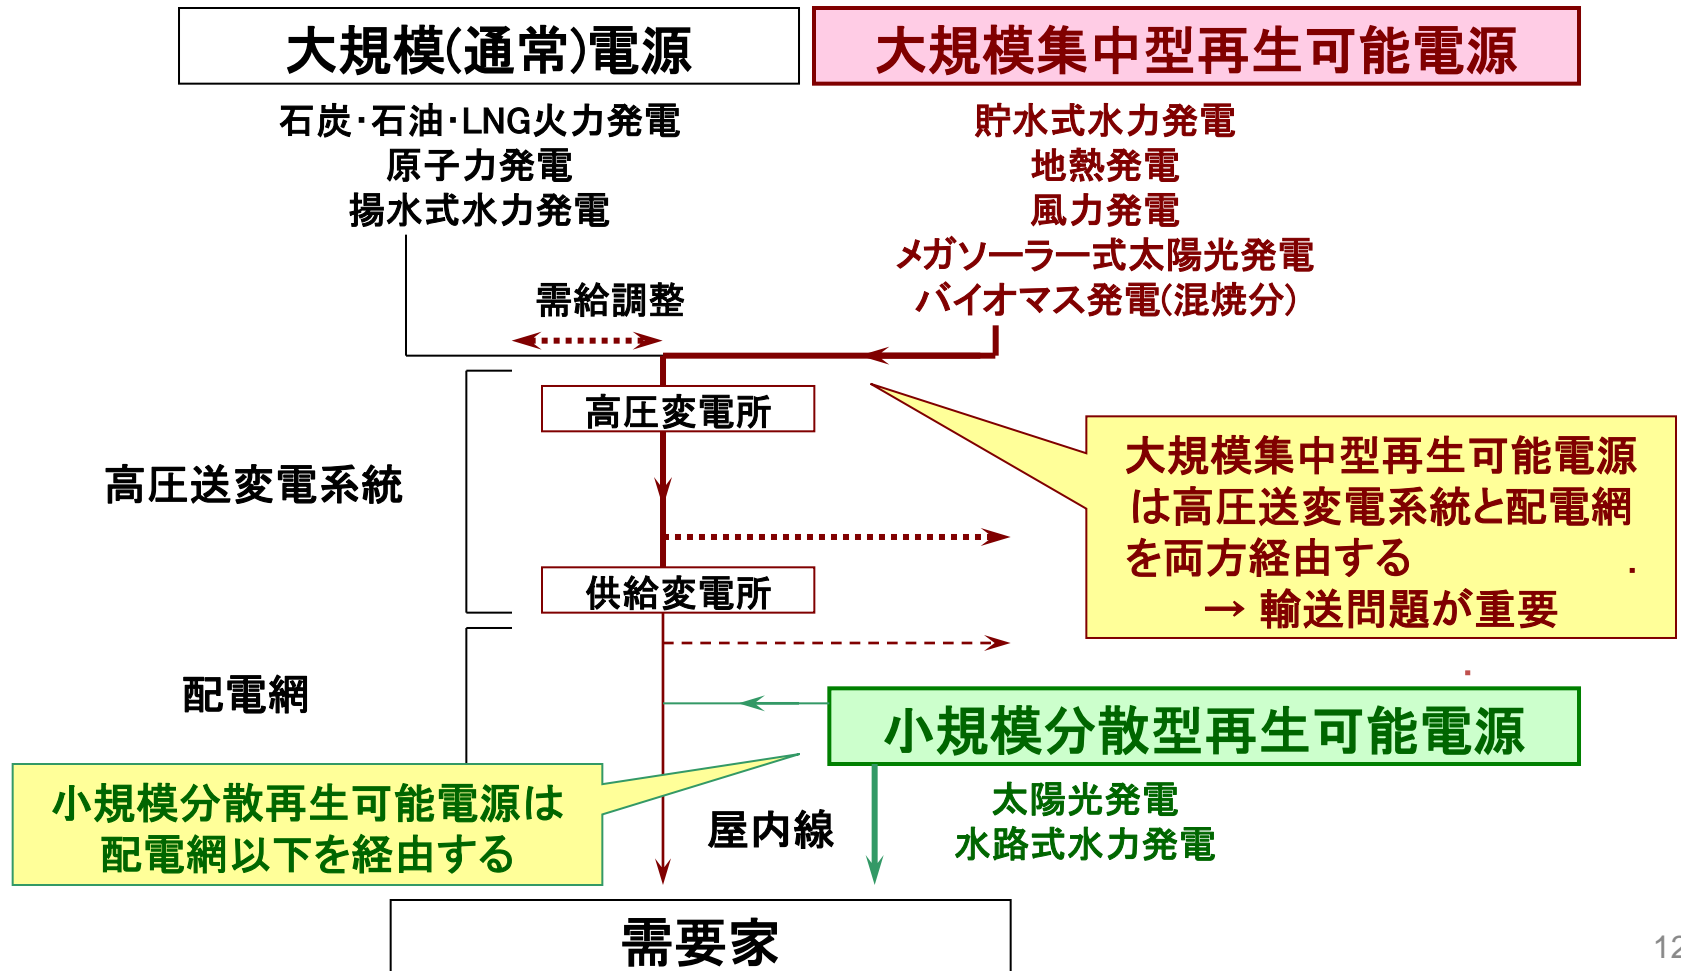 大規模(通常)電源
大規模集中型再生可能電源
石炭・石油・LNG火力発電
原子力発電
揚水式水力発電
貯水式水力発電
地熱発電
風力発電
メガソーラー式太陽光発電
バイオマス発電(混焼分)
需給調整
高圧変電所
高圧送変電系統
大規模集中型再生可能電源
は高圧送変電系統と配電網
を両方経由する .
→ 輸送問題が重要
供給変電所
.
配電網
小規模分散型再生可能電源
小規模分散再生可能電源は
配電網以下を経由する
屋内線
太陽光発電
水路式水力発電
需要家
12